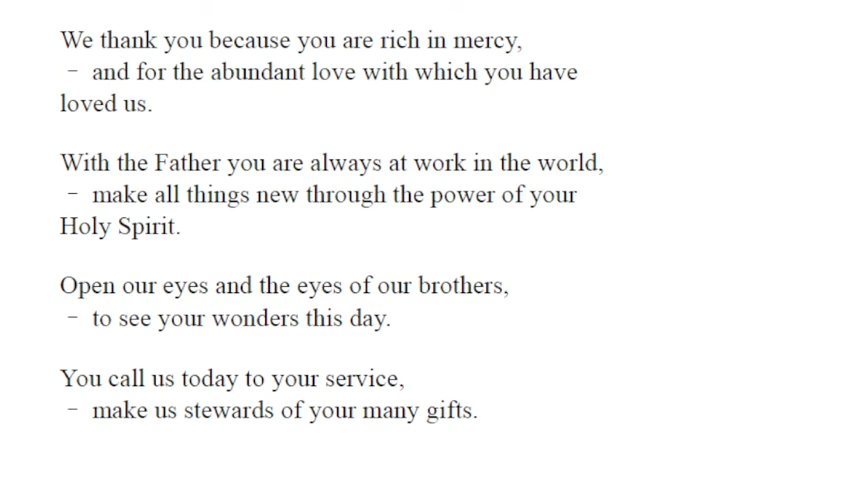 We thank you because you are rich in mercy,
– and for the abundant love with which you have
loved us.
With the Father you are always at work in the world,
– make all things new through the power of your
Holy Spirit.
Open our eyes and the eyes of our brothers,
– to see your wonders this day.
You call us today to your service,
– make us stewards of your many gifts.